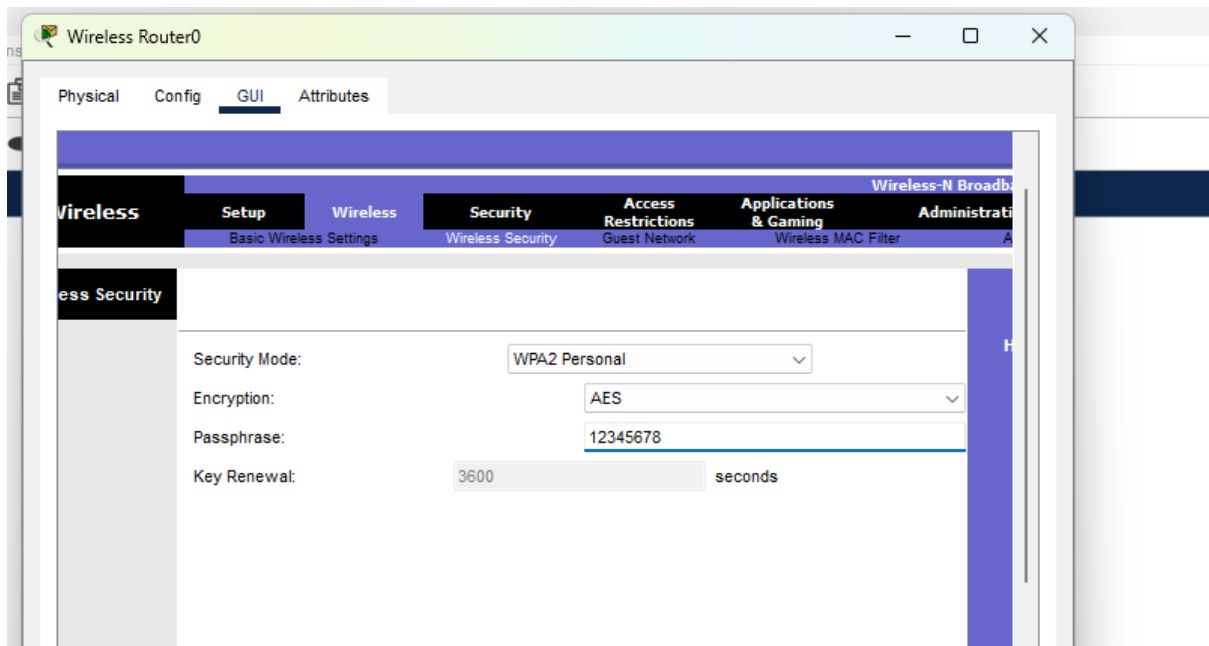 Wireless Router0
Physical Config GUI Attributes
Wireless-N Broadba
Wireless Setup Wireless Security Access Restrictions Applications & Gaming Administrati
Basic Wireless Settings Wireless Security Guest Network Wireless MAC Filter A
ess Security
H
Security Mode: WPA2 Personal
Encryption: AES
Passphrase: 12345678
Key Renewal: 3600 seconds